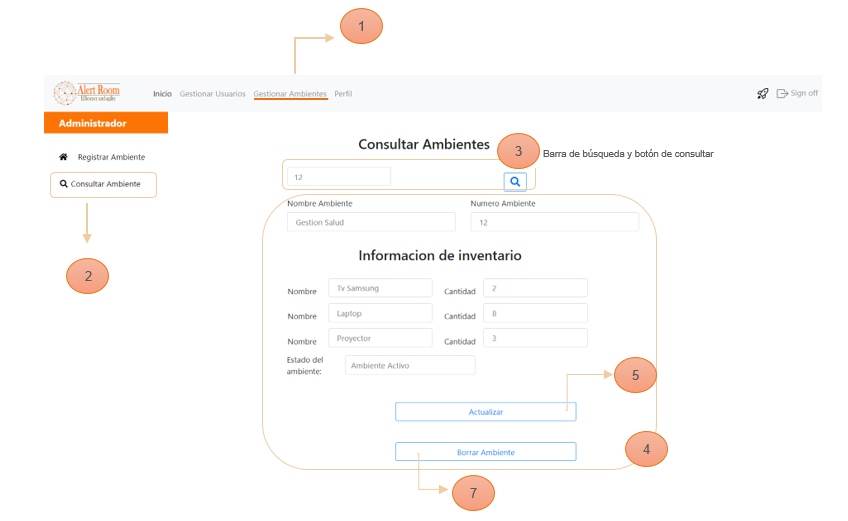 1
Alert Room
Inicio Gestionar Usuarios Gestionar Ambientes Perfil
Sign off
Administrador
Registrar Ambiente
Consultar Ambiente
2
Consultar Ambientes
3
Barra de búsqueda y botón de consultar
12
Nombre Ambiente Numero Ambiente
Gestion Salud 12
Informacion de inventario
Nombre Tv Samsung Cantidad 2
Nombre Laptop Cantidad 8
Nombre Proyector Cantidad 3
Estado del
ambiente: Ambiente Activo
5
Actualizar
4
Borrar Ambiente
7